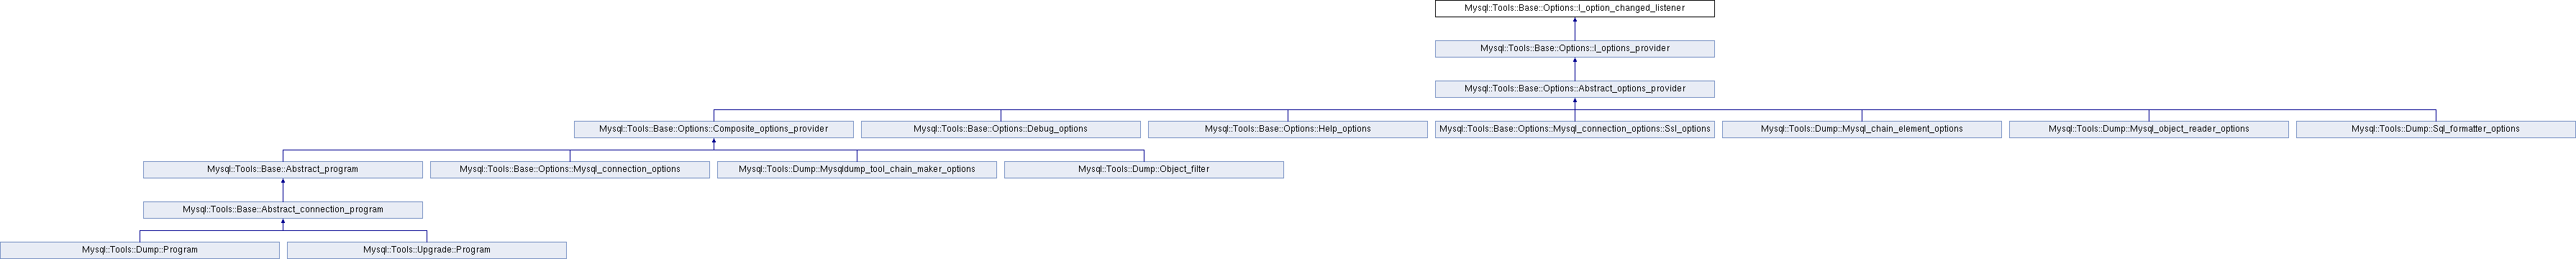 Mysql::Tools::Base::Options::I_option_changed_listener
Mysql::Tools::Base::Options::I_options_provider
Mysql::Tools::Base::Options::Abstract_options_provider
Mysql::Tools::Base::Options::Composite_options_provider
Mysql::Tools::Base::Options::Debug_options
Mysql::Tools::Base::Options::Help_options
Mysql::Tools::Base::Options::Mysql_connection_options::Ssl_options
Mysql::Tools::Dump::Mysql_chain_element_options
Mysql::Tools::Dump::Mysql_object_reader_options
Mysql::Tools::Dump::Sql_formatter_options
Mysql::Tools::Base::Abstract_program
Mysql::Tools::Base::Options::Mysql_connection_options
Mysql::Tools::Dump::Mysqldump_tool_chain_maker_options
Mysql::Tools::Dump::Object_filter
Mysql::Tools::Base::Abstract_connection_program
Mysql::Tools::Dump::Program
Mysql::Tools::Upgrade::Program